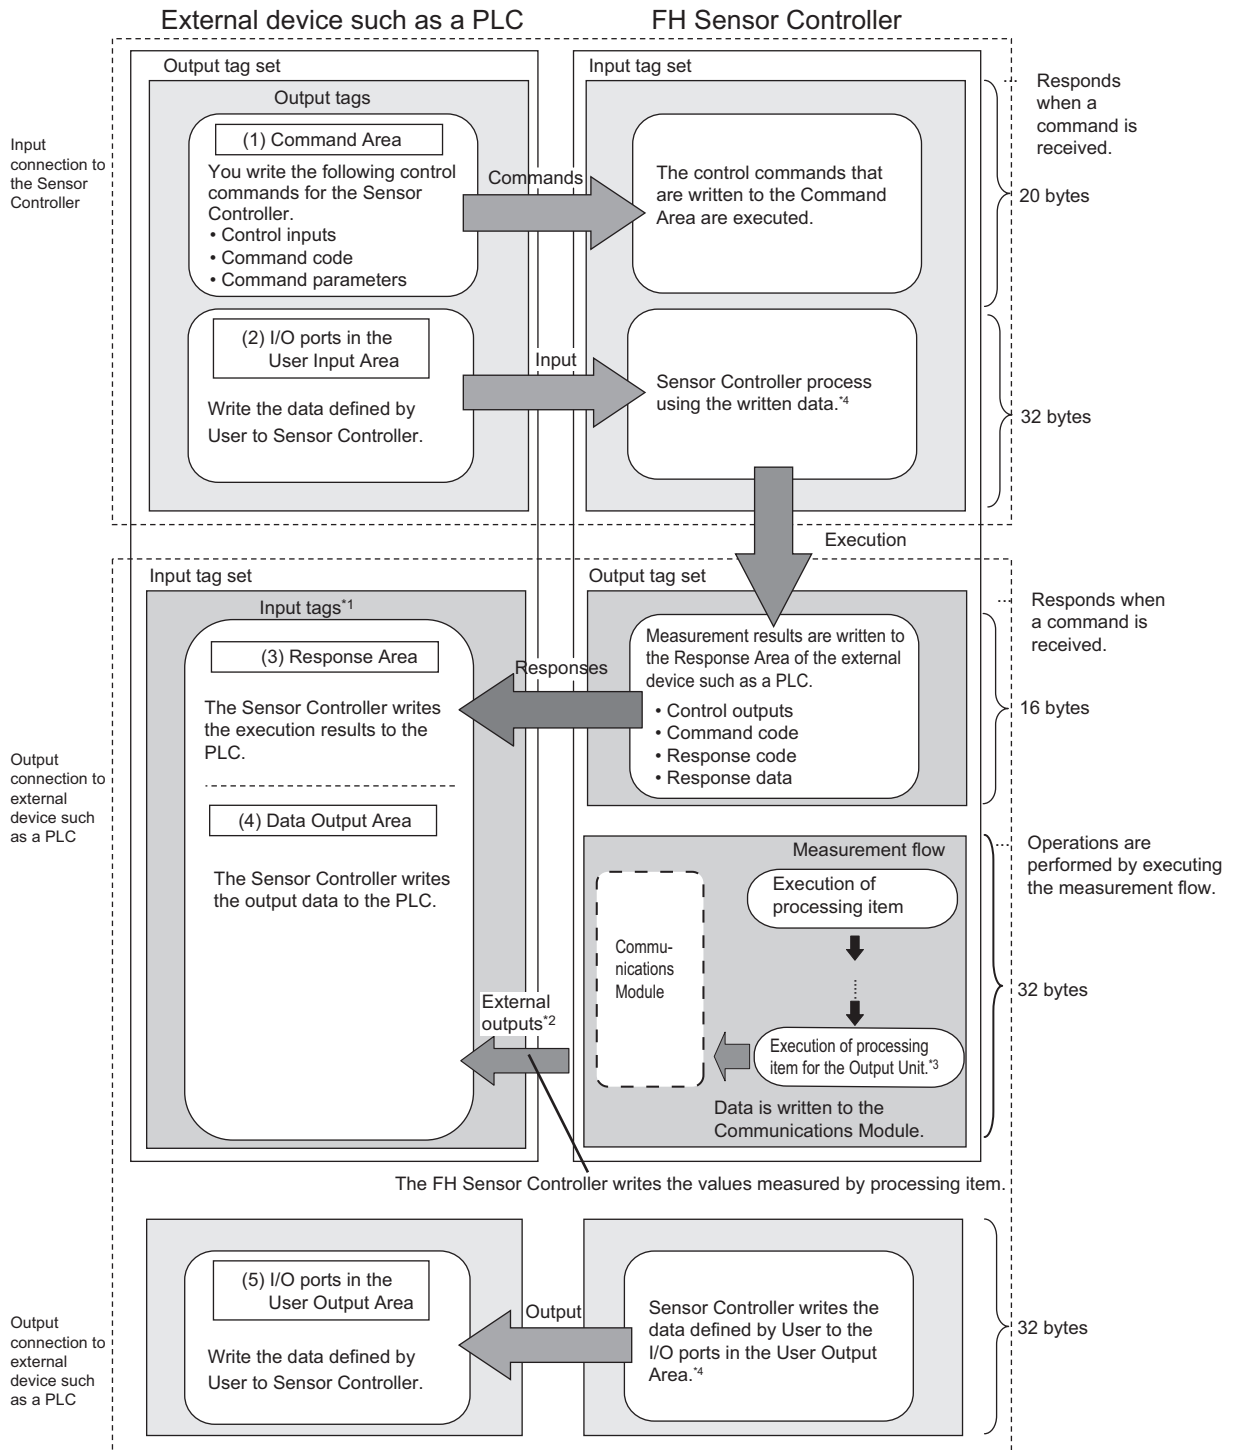 External device such as a PLC
FH Sensor Controller
Output tag set
Input tag set
Output tags
Responds
when a
command is
received.
Input
connection to
the Sensor
Controller
(1) Command Area
You write the following control
commands for the Sensor
Controller.
• Control inputs
• Command code
• Command parameters
Commands
The control commands that
are written to the Command
Area are executed.
20 bytes
(2) I/O ports in the
User Input Area
Write the data defined by
User to Sensor Controller.
Input
Sensor Controller process
using the written data.*4
32 bytes
Execution
Input tag set
Output tag set
Input tags*1
Responds when
a command is
received.
(3) Response Area
The Sensor Controller writes
the execution results to the
PLC.
Responses
Measurement results are written to
the Response Area of the external
device such as a PLC.
• Control outputs
• Command code
• Response code
• Response data
16 bytes
Output
connection to
external
device such
as a PLC
(4) Data Output Area
The Sensor Controller writes
the output data to the PLC.
Measurement flow
Operations are
performed by executing
the measurement flow.
Execution of
processing item
Commu-
nications
Module
32 bytes
External
outputs*2
Execution of processing
item for the Output Unit.*3
Data is written to the
Communications Module.
The FH Sensor Controller writes the values measured by processing item.
(5) I/O ports in the
User Output Area
Write the data defined by
User to Sensor Controller.
Output
Sensor Controller writes the
data defined by User to the
I/O ports in the User Output
Area.*4
32 bytes
Output
connection to
external
device such
as a PLC